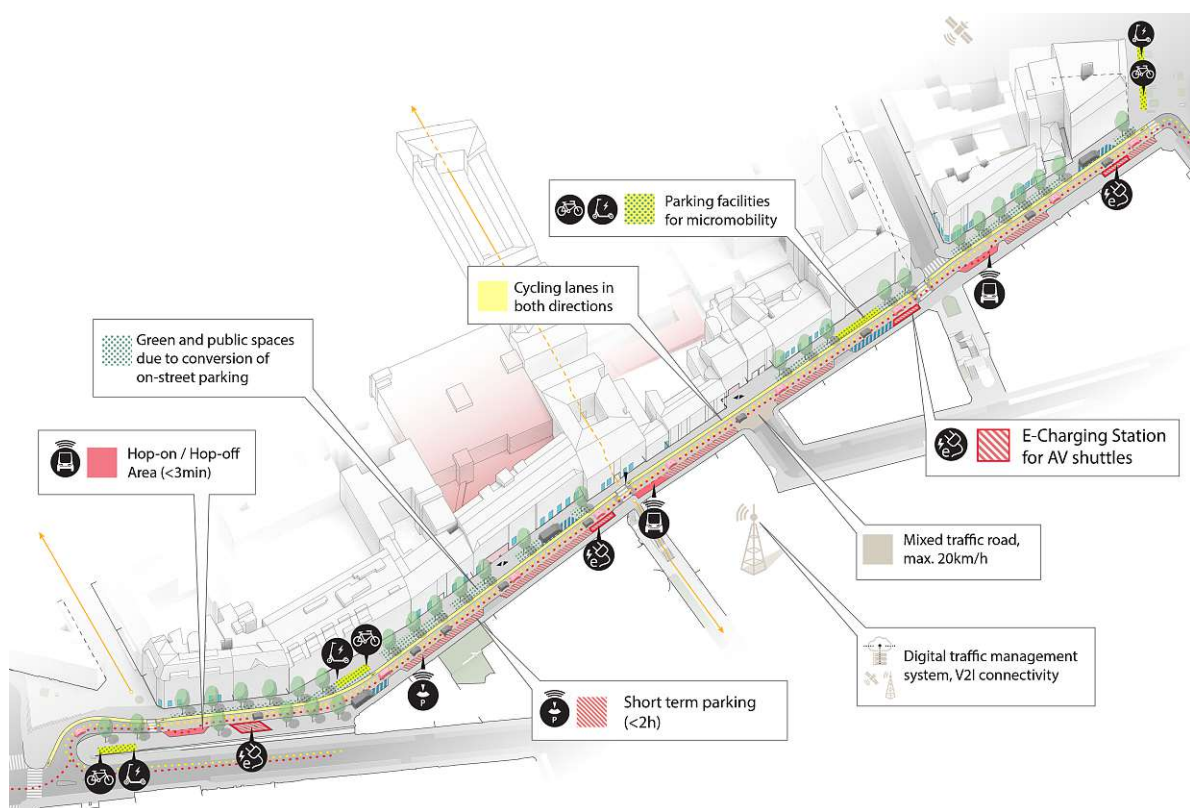 Parking facilities
for micromobility
Cycling lanes in
both directions
Green and public spaces
due to conversion of
on-street parking
Hop-on / Hop-off
Area (<3min)
E-Charging Station
for AV shuttles
Mixed traffic road,
max. 20km/h
Digital traffic management
system, V2I connectivity
Short term parking
(<2h)
e
e
e
e
e
P
P